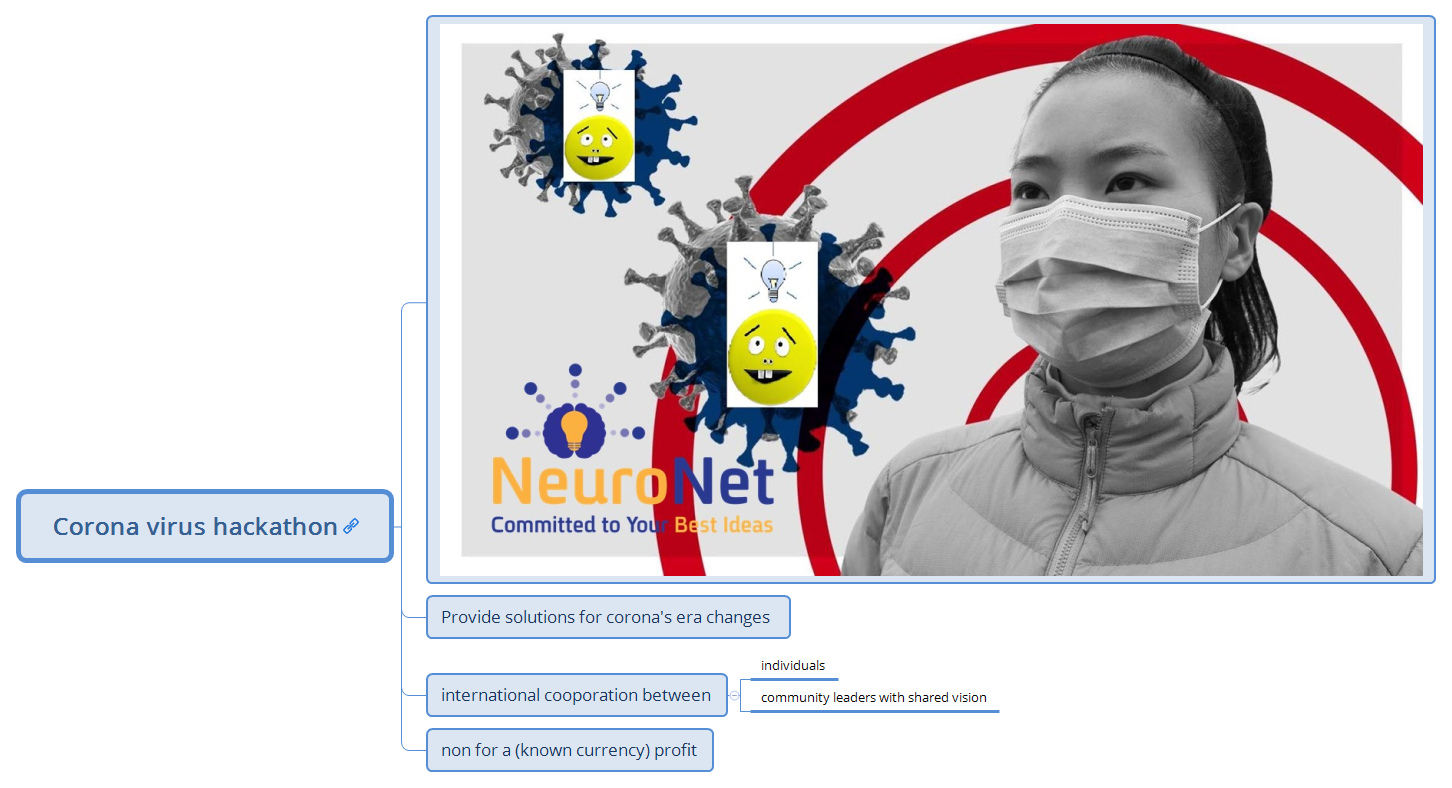 Corona virus hackathon
NeuroNet
Committed to Your Best Ideas
Provide solutions for corona's era changes
international cooporation between
individuals
community leaders with shared vision
non for a (known currency) profit